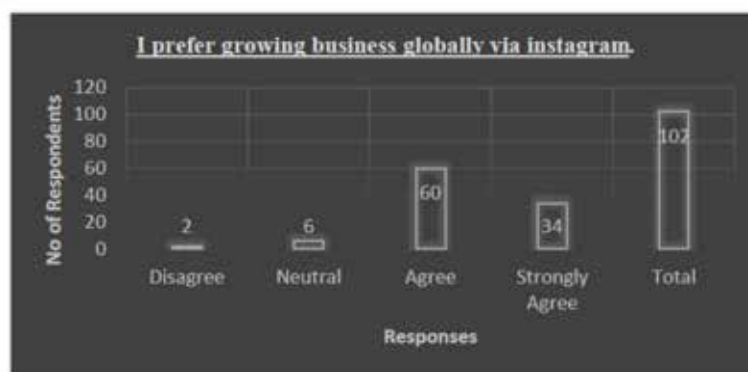 I prefer growing business globally via instagram.
No of Respondents
120
100
80
60
40
20
0
2
6
60
34
102
Disagree
Neutral
Agree
Strongly
Agree
Total
Responses